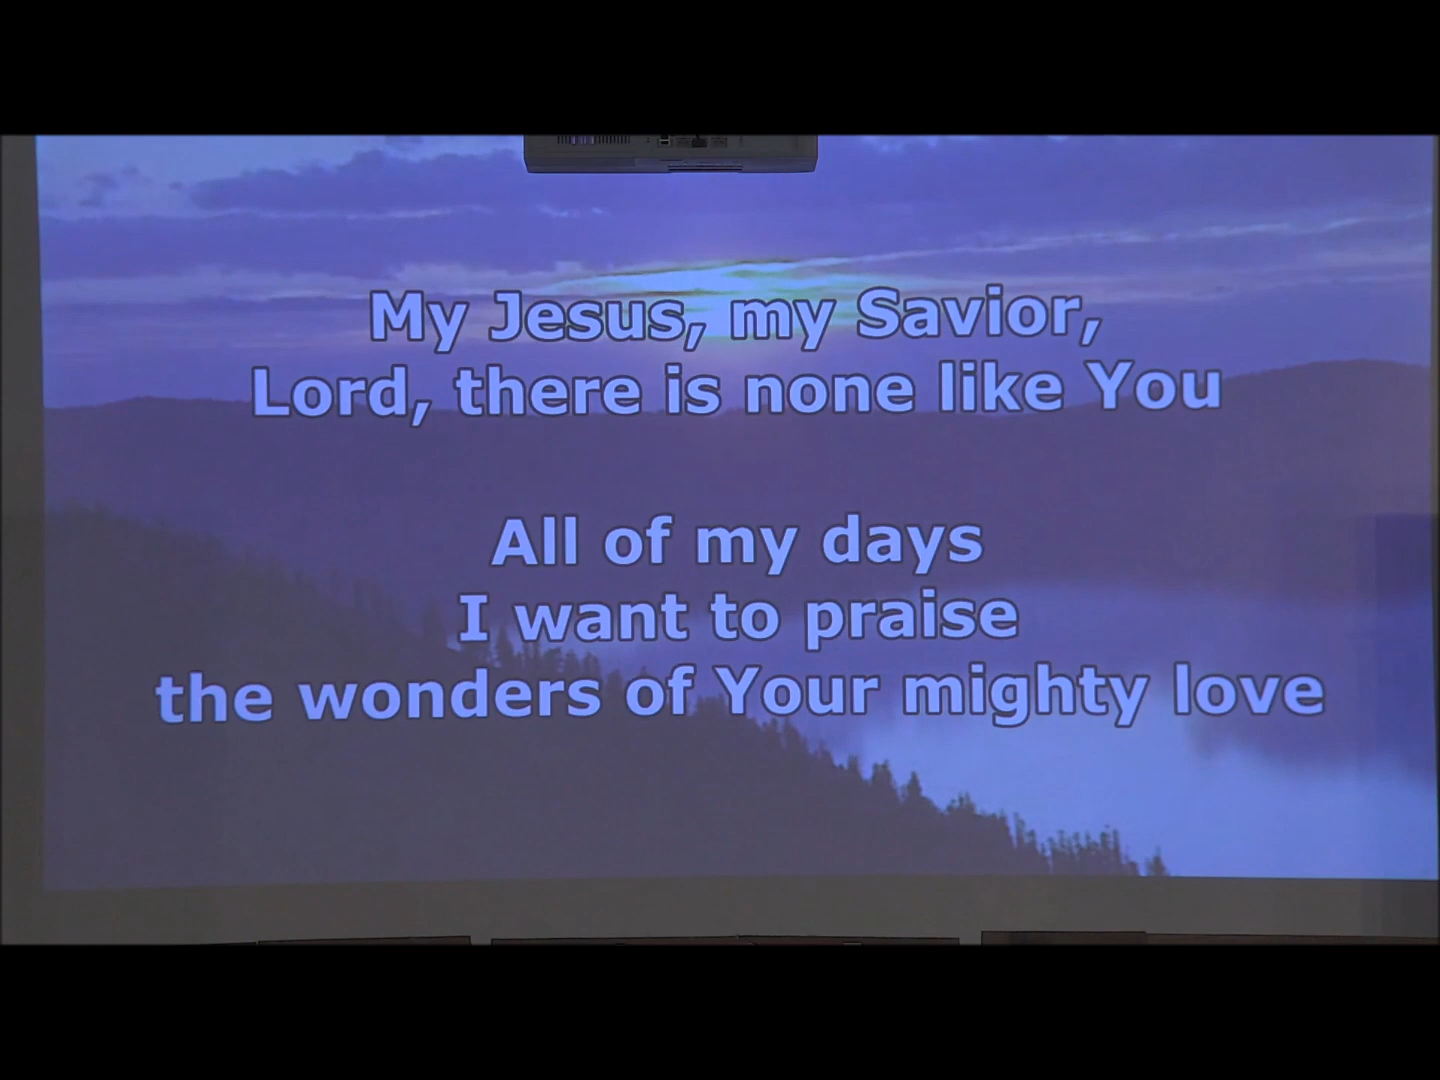 My Jesus, my Savior,
Lord, there is none like You
All of my days
I want to praise
the wonders of Your mighty love